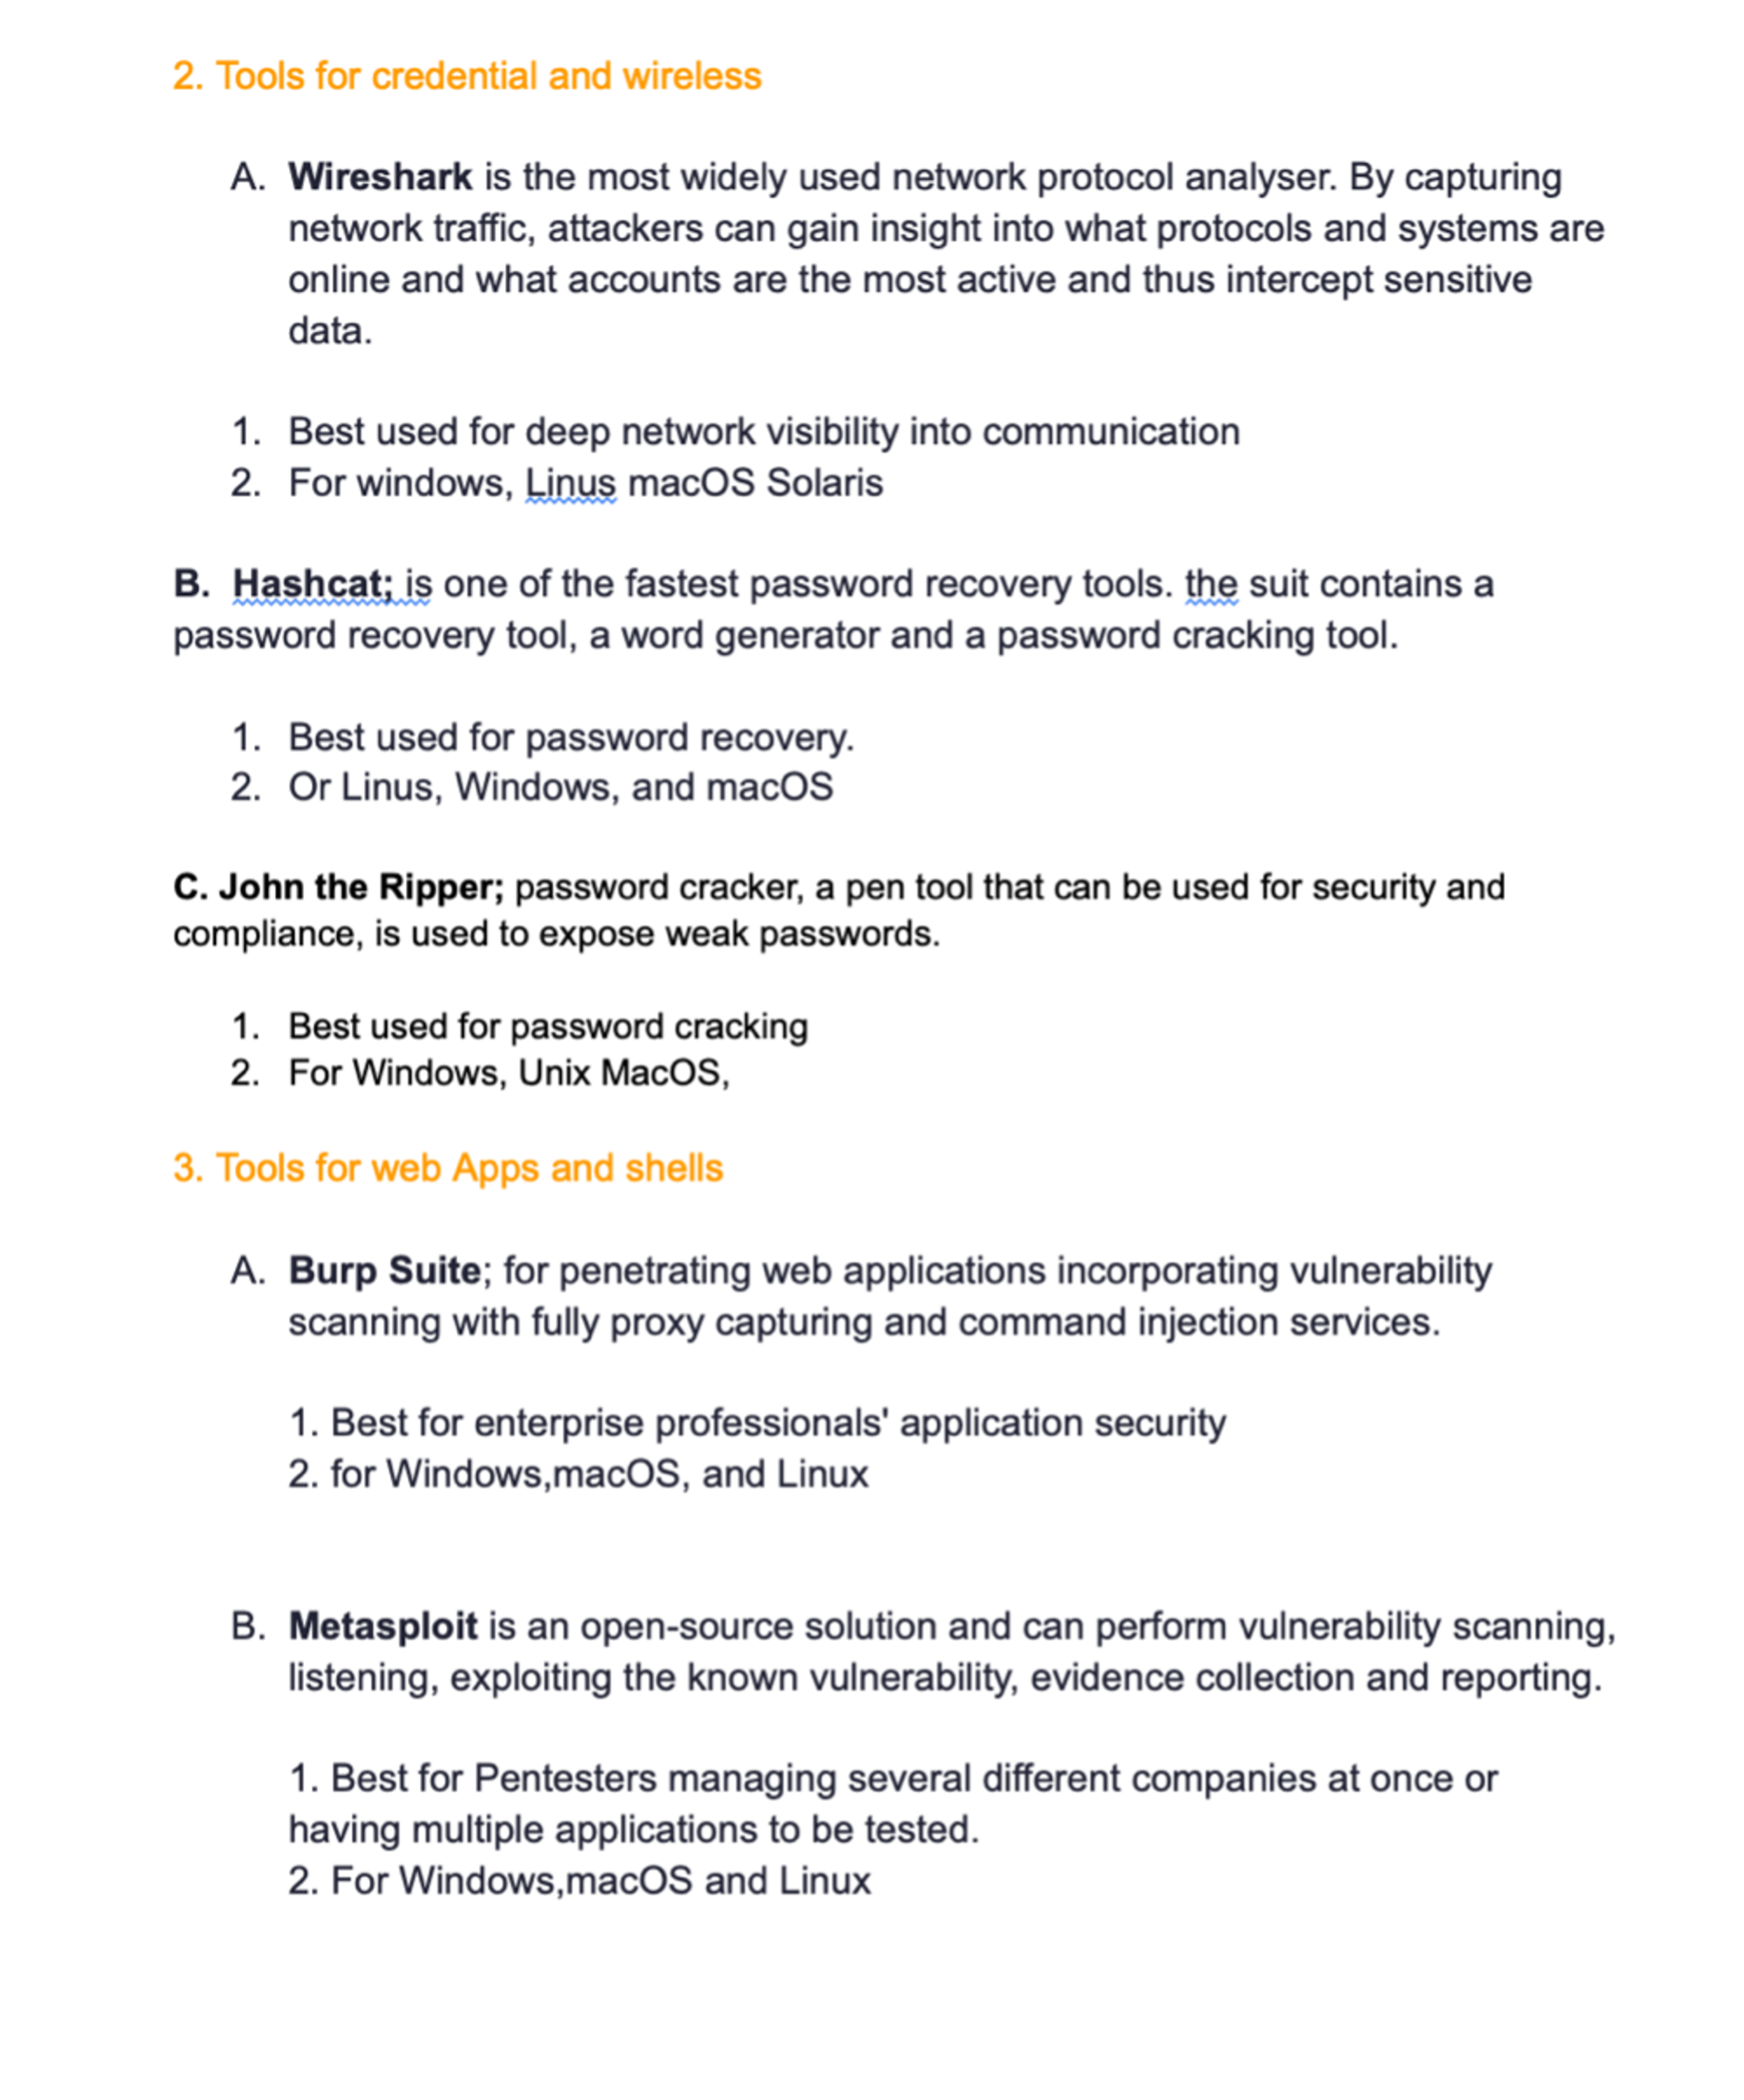 2. Tools for credential and wireless
A. Wireshark is the most widely used network protocol analyser. By capturing
network traffic, attackers can gain insight into what protocols and systems are
online and what accounts are the most active and thus intercept sensitive
data.
1. Best used for deep network visibility into communication
2. For windows, Linus macOS Solaris
B. Hashcat; is one of the fastest password recovery tools. the suit contains a
password recovery tool, a word generator and a password cracking tool.
1. Best used for password recovery.
2. Or Linus, Windows, and macOS
C. John the Ripper; password cracker, a pen tool that can be used for security and
compliance, is used to expose weak passwords.
1. Best used for password cracking
2. For Windows, Unix MacOS,
3. Tools for web Apps and shells
A. Burp Suite; for penetrating web applications incorporating vulnerability
scanning with fully proxy capturing and command injection services.
1. Best for enterprise professionals' application security
2. for Windows,macOS, and Linux
B. Metasploit is an open-source solution and can perform vulnerability scanning,
listening, exploiting the known vulnerability, evidence collection and reporting.
1. Best for Pentesters managing several different companies at once or
having multiple applications to be tested.
2. For Windows,macOS and Linux